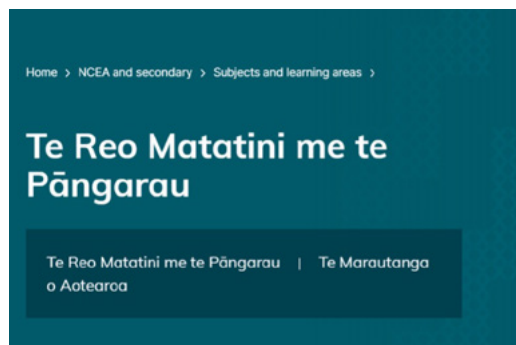 Home > NCEA and secondary > Subjects and learning areas >
Te Reo Matatini me te
Pāngarau
Te Reo Matatini me te Pāngarau | Te Marautanga
o Aotearoa